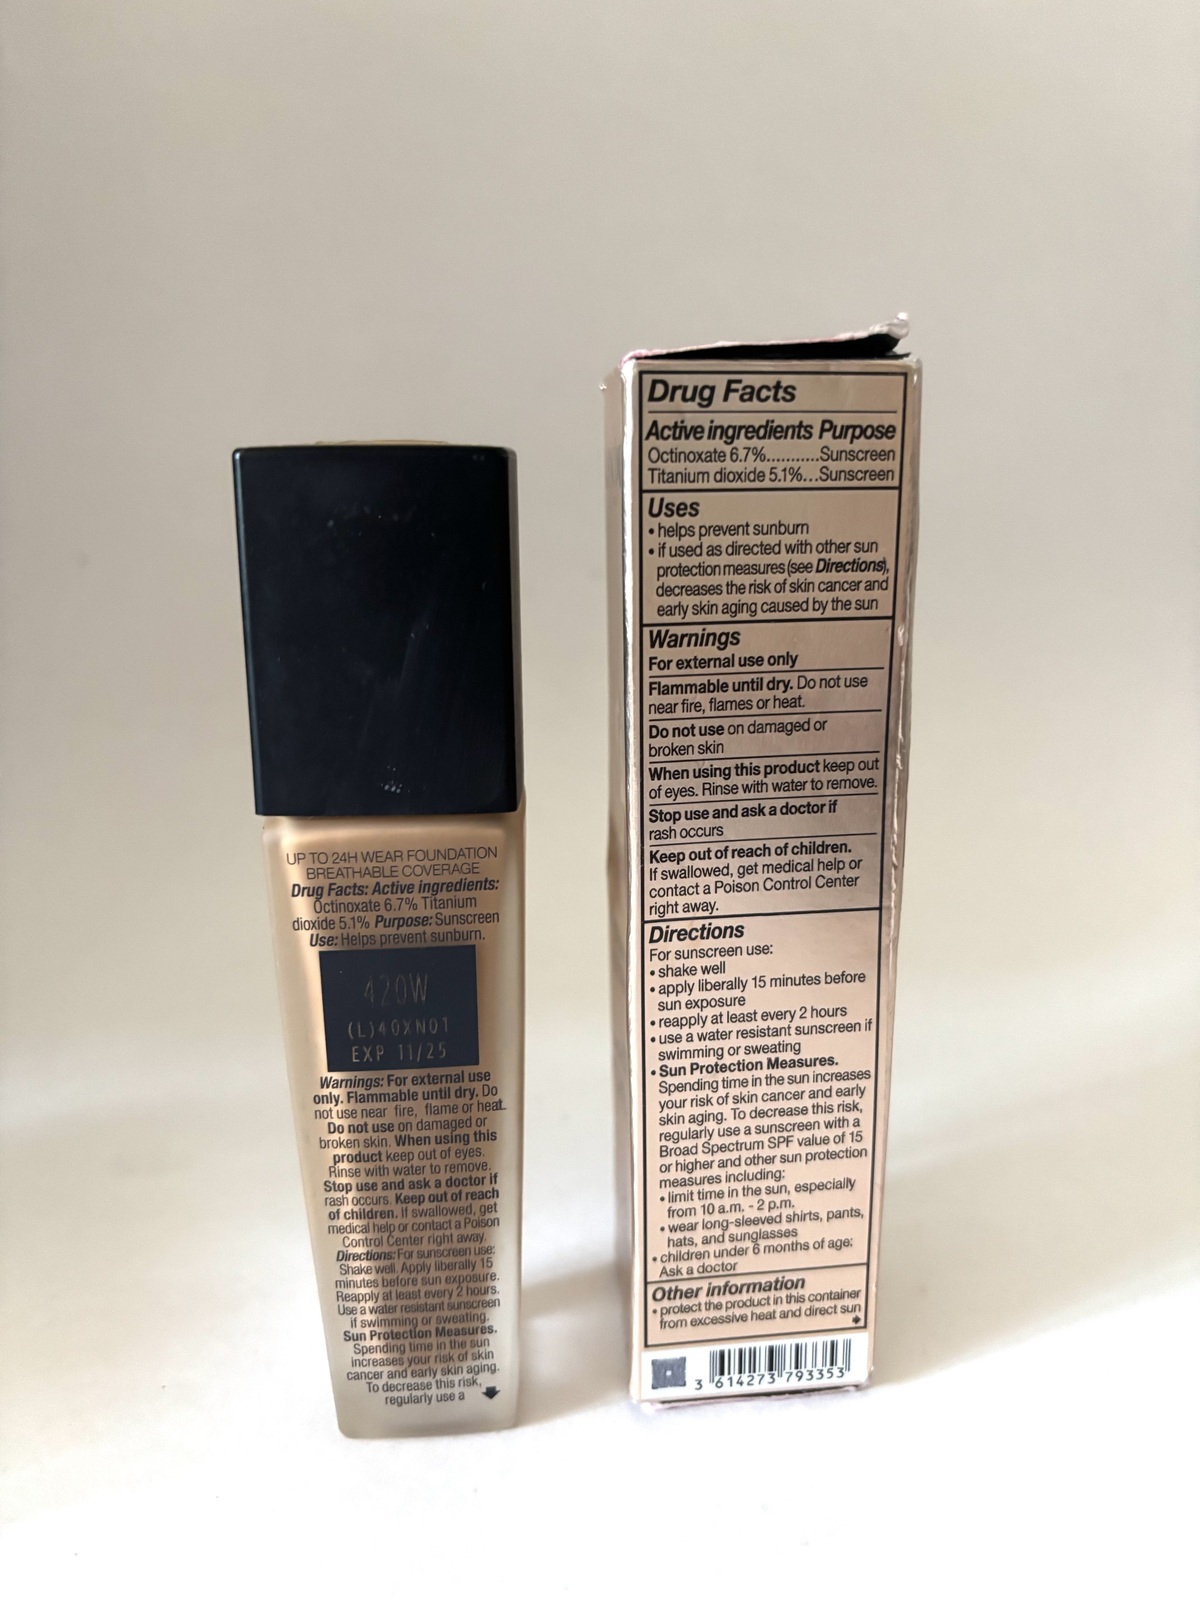 UP TO 24H WEAR FOUNDATION
BREATHABLE COVERAGE
Drug Facts: Active ingredients:
Octinoxate 6.7% Titanium
dioxide 5.1% Purpose: Sunscreen
Use: Helps prevent sunburn.
420W
(L)40XN01
EXP 11/25
Warnings: For external use
only. Flammable until dry. Do
not use near fire, flame or heat.
Do not use on damaged or
broken skin. When using this
product keep out of eyes.
Rinse with water to remove.
Stop use and ask a doctor if
rash occurs. Keep out of reach
of children. If swallowed, get
medical help or contact a Poison
Control Center right away.
Directions: For sunscreen use:
Shake well. Apply liberally 15
minutes before sun exposure.
Reapply at least every 2 hours.
Use a water resistant sunscreen
if swimming or sweating.
Sun Protection Measures.
Spending time in the sun
increases your risk of skin
cancer and early skin aging.
To decrease this risk,
regularly use a
Drug Facts
Active ingredients Purpose
Octinoxate 6.7%...........Sunscreen
Titanium dioxide 5.1%...Sunscreen
Uses
• helps prevent sunburn
• if used as directed with other sun
protection measures (see Directions),
decreases the risk of skin cancer and
early skin aging caused by the sun
Warnings
For external use only
Flammable until dry. Do not use
near fire, flames or heat.
Do not use on damaged or
broken skin
When using this product keep out
of eyes. Rinse with water to remove.
Stop use and ask a doctor if
rash occurs
Keep out of reach of children.
If swallowed, get medical help or
contact a Poison Control Center
right away.
Directions
For sunscreen use:
• shake well
• apply liberally 15 minutes before
sun exposure
• reapply at least every 2 hours
• use a water resistant sunscreen if
swimming or sweating
• Sun Protection Measures.
Spending time in the sun increases
your risk of skin cancer and early
skin aging. To decrease this risk,
regularly use a sunscreen with a
Broad Spectrum SPF value of 15
or higher and other sun protection
measures including:
• limit time in the sun, especially
from 10 a.m. - 2 p.m.
• wear long-sleeved shirts, pants,
hats, and sunglasses
• children under 6 months of age:
Ask a doctor
Other information
• protect the product in this container
from excessive heat and direct sun
3 614273 793353